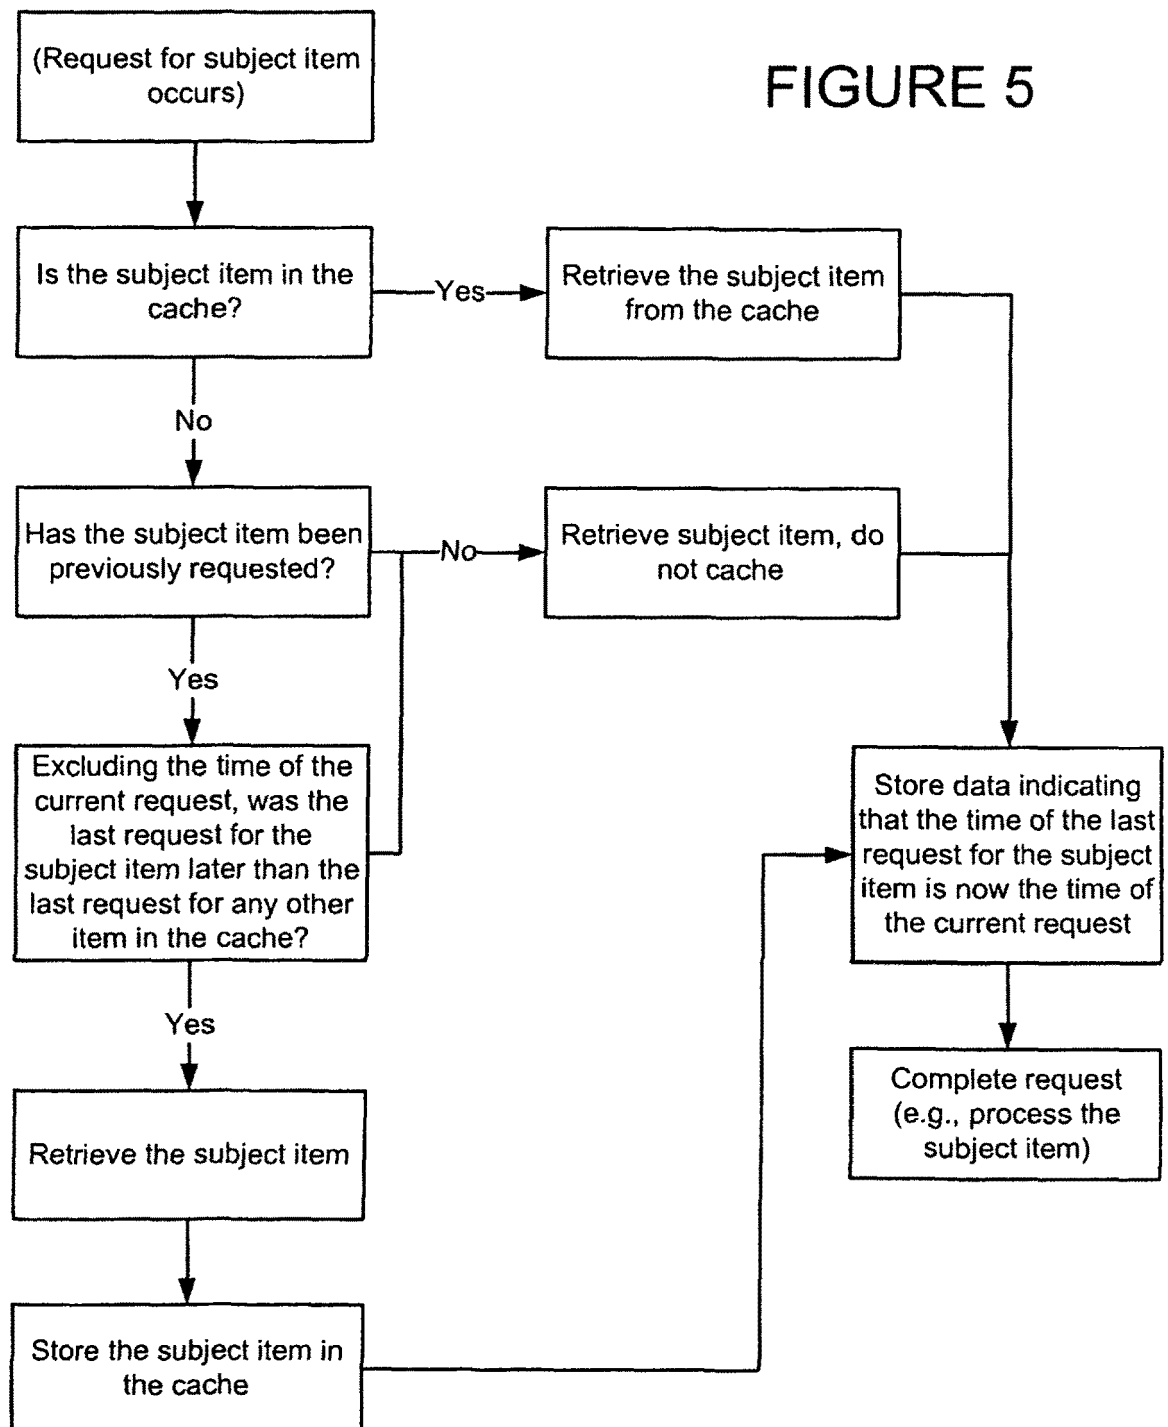 FIGURE 5
(Request for subject item
occurs)
Is the subject item in the
cache?
Yes
Retrieve the subject item
from the cache
No
Has the subject item been
previously requested?
No
Retrieve subject item, do
not cache
Yes
Excluding the time of the
current request, was the
last request for the
subject item later than the
last request for any other
item in the cache?
Yes
Retrieve the subject item
Store the subject item in
the cache
Store data indicating
that the time of the last
request for the subject
item is now the time of
the current request
Complete request
(e.g., process the
subject item)